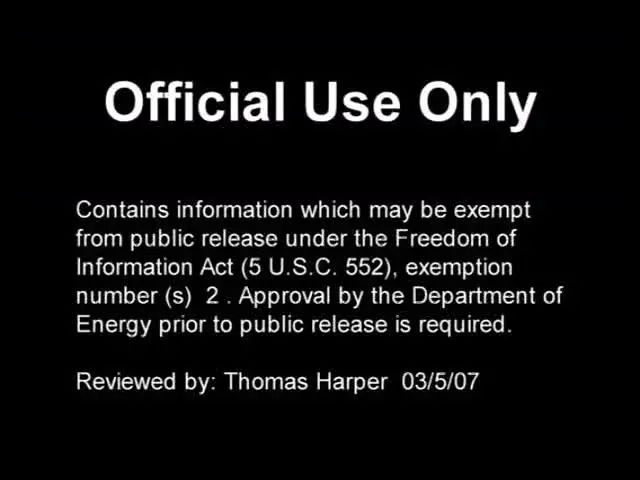 Official Use Only
Contains information which may be exempt
from public release under the Freedom of
Information Act (5 U.S.C. 552), exemption
number (s)  2 . Approval by the Department of
Energy prior to public release is required.
Reviewed by: Thomas Harper  03/5/07